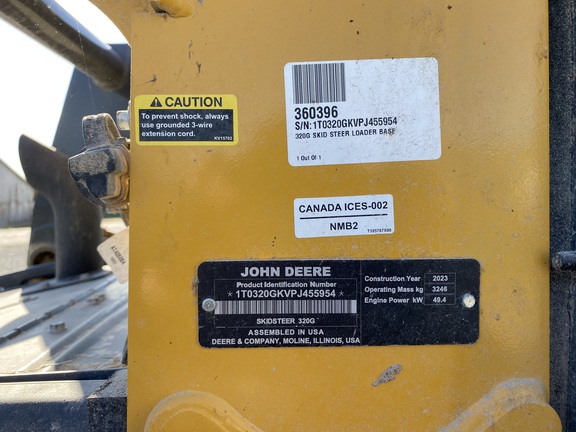 CAUTION
To prevent shock, always
use grounded 3-wire
extension cord.
KV15702
360396
S/N:1T0320GKVPJ455954
320G SKID STEER LOADER BASE
1 Out Of 1
CANADA ICES-002
NMB2
JOHN DEERE
Product Identification Number
*1T0320GKVPJ455954*
SKIDSTEER 320G
ASSEMBLED IN USA
DEERE & COMPANY, MOLINE, ILLINOIS, USA
Construction Year 2023
Operating Mass kg 3246
Engine Power kW 49.4